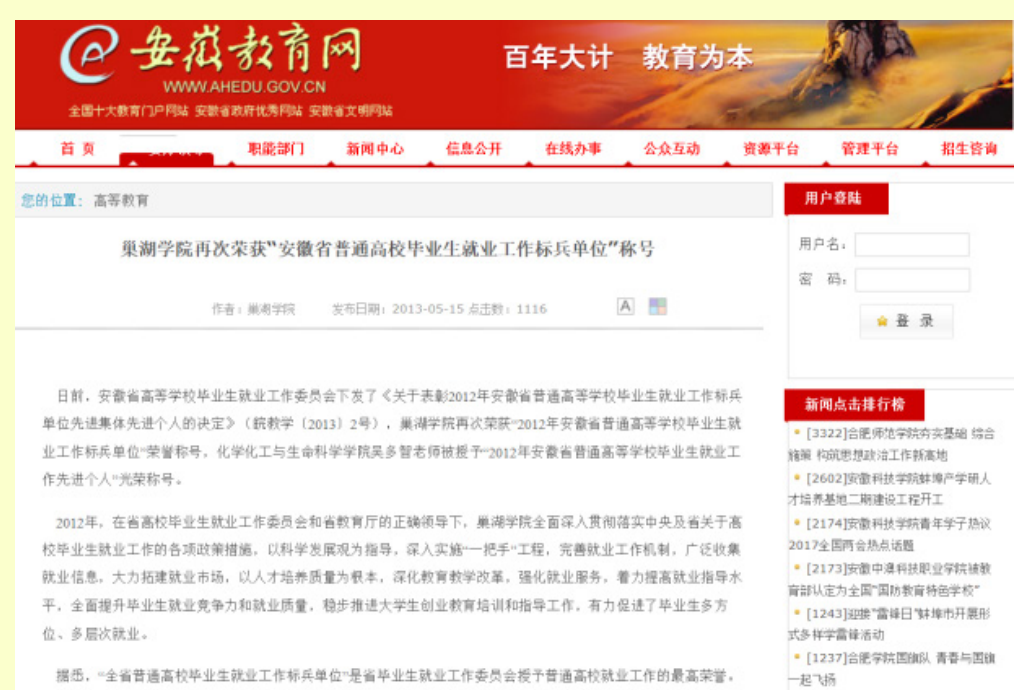 安徽教育网
WWW.AHEDU.GOV.CN
全国十大教育门户网站 安徽省政府优秀网站 安徽省文明网站
百年大计 教育为本
首 页 职能部门 新闻中心 信息公开 在线办事 公众互动 资源平台 管理平台 招生咨询
您的位置: 高等教育
巢湖学院再次荣获"安徽省普通高校毕业生就业工作标兵单位"称号
作者:巢湖学院 发布日期:2013-05-15 点击数:1116
A
日前,安徽省高等学校毕业生就业工作委员会下发了《关于表彰2012年安徽省普通高等学校毕业生就业工作标兵
单位先进集体先进个人的决定》(皖教学〔2013〕2号),巢湖学院再次荣获“2012年安徽省普通高等学校毕业生就
业工作标兵单位”荣誉称号,化学化工与生命科学学院吴多智老师被授予“2012年安徽省普通高等学校毕业生就业工
作先进个人”光荣称号。
2012年,在省高校毕业生就业工作委员会和省教育厅的正确领导下,巢湖学院全面深入贯彻落实中央及省关于高
校毕业生就业工作的各项政策措施,以科学发展观为指导,深入实施“一把手”工程,完善就业工作机制,广泛收集
就业信息,大力拓建就业市场,以人才培养质量为根本,深化教育教学改革,强化就业服务,着力提高就业指导水
平,全面提升毕业生就业竞争力和就业质量,稳步推进大学生创业教育培训和指导工作,有力促进了毕业生多方
位、多层次就业。
据悉,“全省普通高校毕业生就业工作标兵单位”是省毕业生就业工作委员会授予普通高校就业工作的最高荣誉。
用户登陆
用户名:
密 码:
登 录
新闻点击排行榜
[3322]合肥师范学院夯实基础 综合
施策 构筑思想政治工作新高地
[2602]安徽科技学院蚌埠产学研人
才培养基地二期建设工程开工
[2174]安徽科技学院青年学子热议
2017全国两会热点话题
[2173]安徽中澳科技职业学院被教
育部认定为全国“国防教育特色学校”
[1243]迎接“雷锋日”蚌埠市开展形
式多样学雷锋活动
[1237]合肥学院国旗队 青春与国旗
一起飞扬